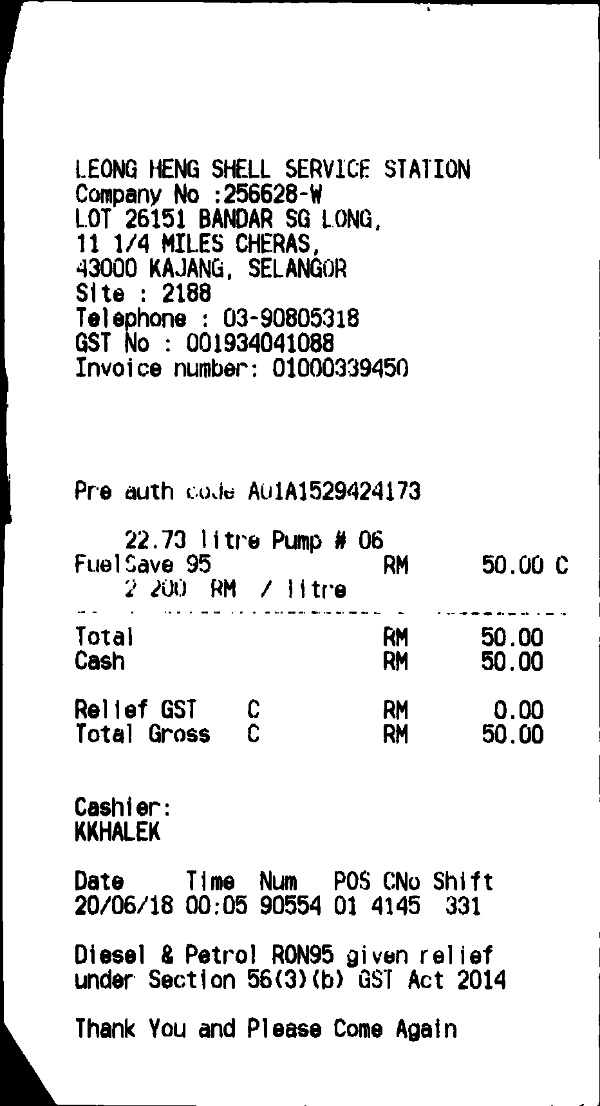 LEONG HENG SHELL SERVICE STATION
Company No :256628-W
LOT 26151 BANDAR SG LONG,
11 1/4 MILES CHERAS,
43000 KAJANG, SELANGOR
Site : 2188
Telephone : 03-90805318
GST No : 001934041088
Invoice number: 01000339450
Pre auth code A01A1529424173
22.73 litre Pump # 06
FuelSave 95 RM 50.00 C
2.200 RM / litre
Total RM 50.00
Cash RM 50.00
Relief GST C RM 0.00
Total Gross C RM 50.00
Cashier:
KKHALEK
Date Time Num POS CNo Shift
20/06/18 00:05 90554 01 4145 331
Diesel & Petrol RON95 given relief
under Section 56(3)(b) GST Act 2014
Thank You and Please Come Again